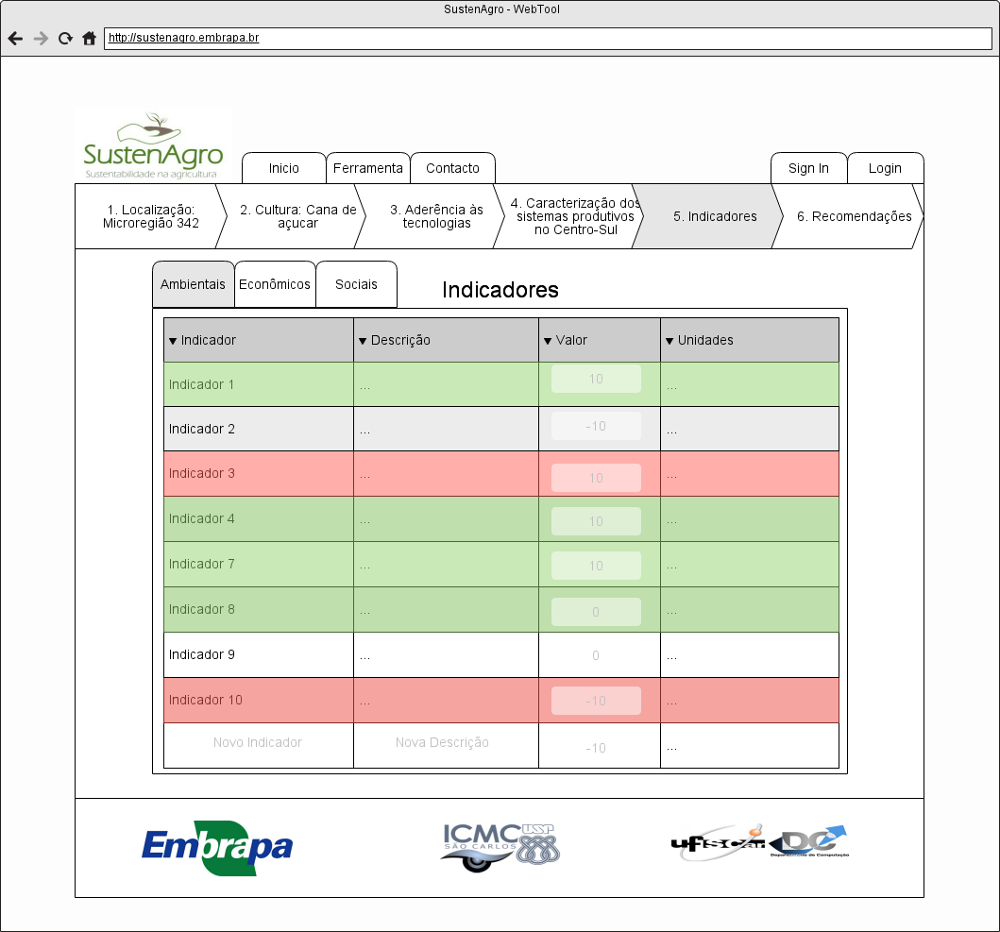 SustenAgro - WebTool
http://sustenagro.embrapa.br
SustenAgro
Sustentabilidade na agricultura
Inicio
Ferramenta
Contacto
Sign In
Login
1. Localização:
Microregião 342
2. Cultura: Cana de
açucar
3. Aderência às
tecnologias
4. Caracterização dos
sistemas produtivos
no Centro-Sul
5. Indicadores
6. Recomendações
Ambientais
Econômicos
Sociais
Indicadores
Indicador
Descrição
Valor
Unidades
Indicador 1
...
10
...
Indicador 2
...
-10
...
Indicador 3
...
10
...
Indicador 4
...
10
...
Indicador 7
...
10
...
Indicador 8
...
0
...
Indicador 9
...
0
...
Indicador 10
...
-10
...
Novo Indicador
Nova Descrição
-10
...
Embrapa
ICMC USP
SÃO CARLOS
ufscar
DC
Departamento de Computação